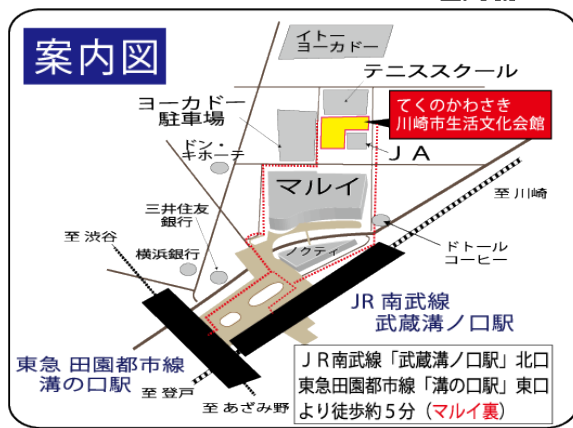 案内図
イトー
ヨーカドー
テニススクール
ヨーカドー
駐車場
てくのかわさき
川崎市生活文化会館
ドン・
キホーテ
ＪＡ
マルイ
三井住友
銀行
至 川崎
至 渋谷
横浜銀行
ノクティ
ドトール
コーヒー
JR 南武線
武蔵溝ノ口駅
東急 田園都市線
溝の口駅
至 登戸
至 あざみ野
ＪＲ南武線「武蔵溝ノ口駅」北口
東急田園都市線「溝の口駅」東口
より徒歩約５分（マルイ裏）